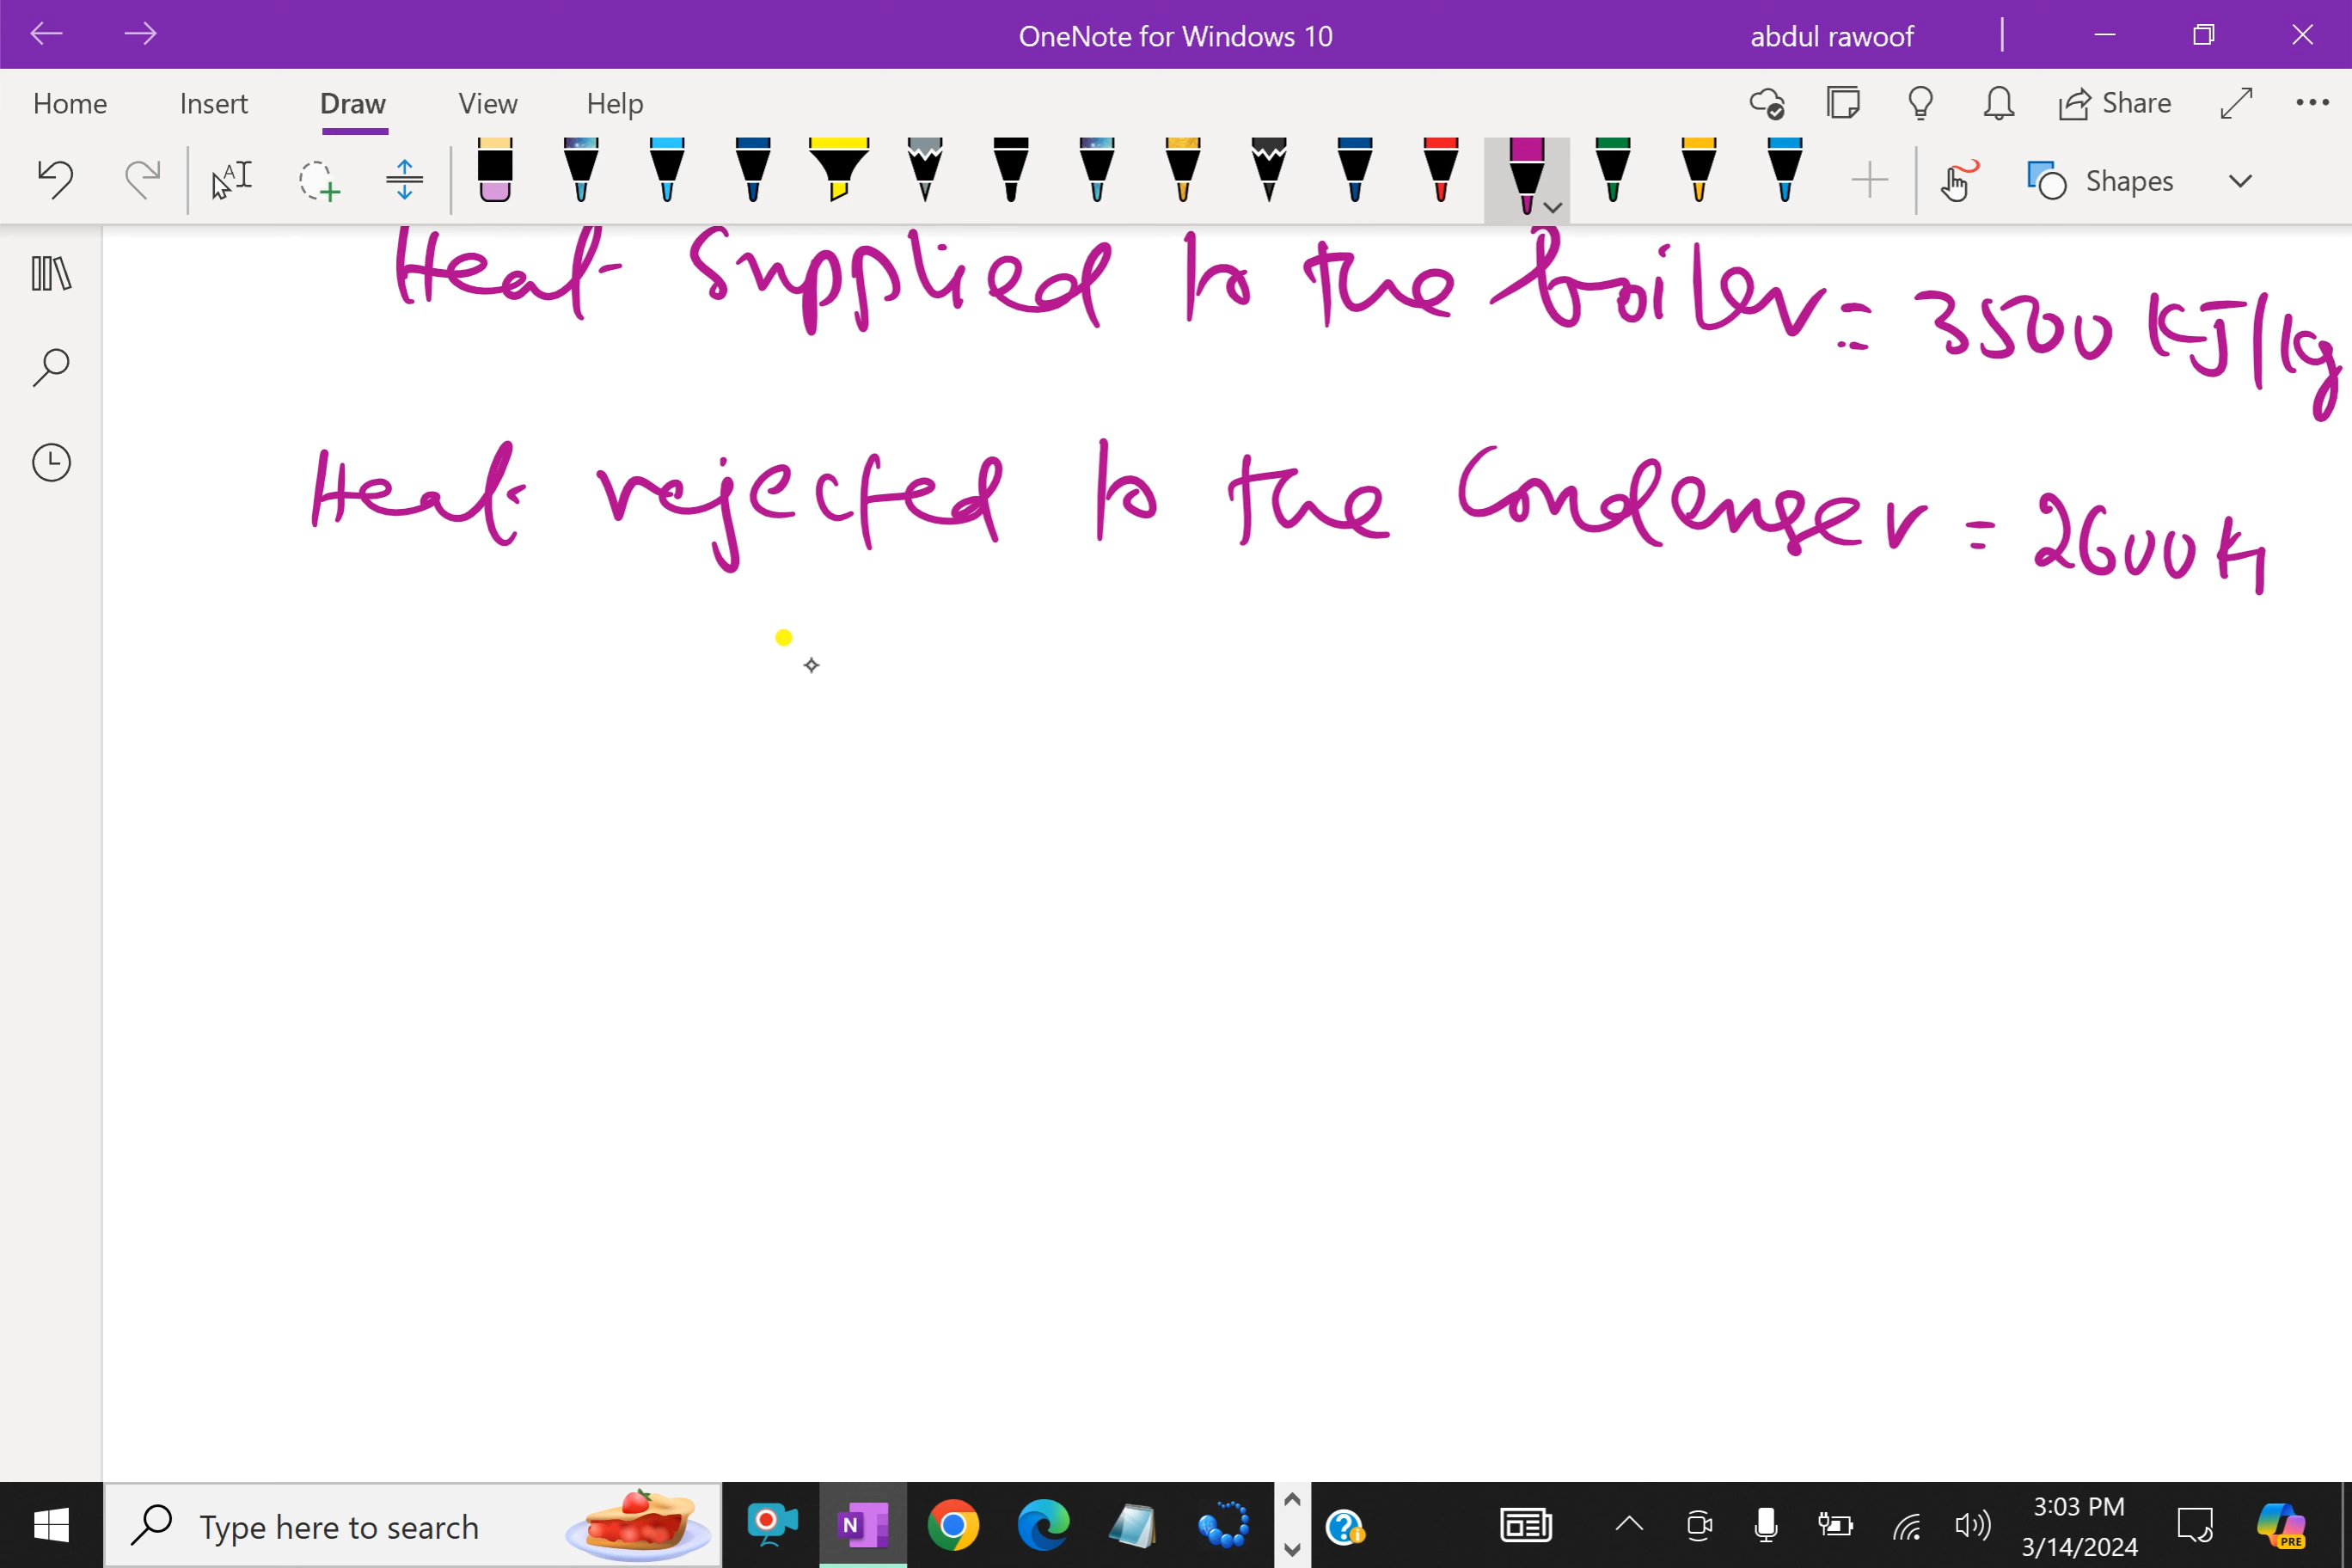 OneNote for Windows 10
abdul rawoof
Home Insert Draw View Help
Share
Shapes
Heat Supplied to the boiler = 3500 KJ/kg
Heat rejected to the Condenser = 2600 kJ
N
Type here to search
PRE
3:03 PM
3/14/2024